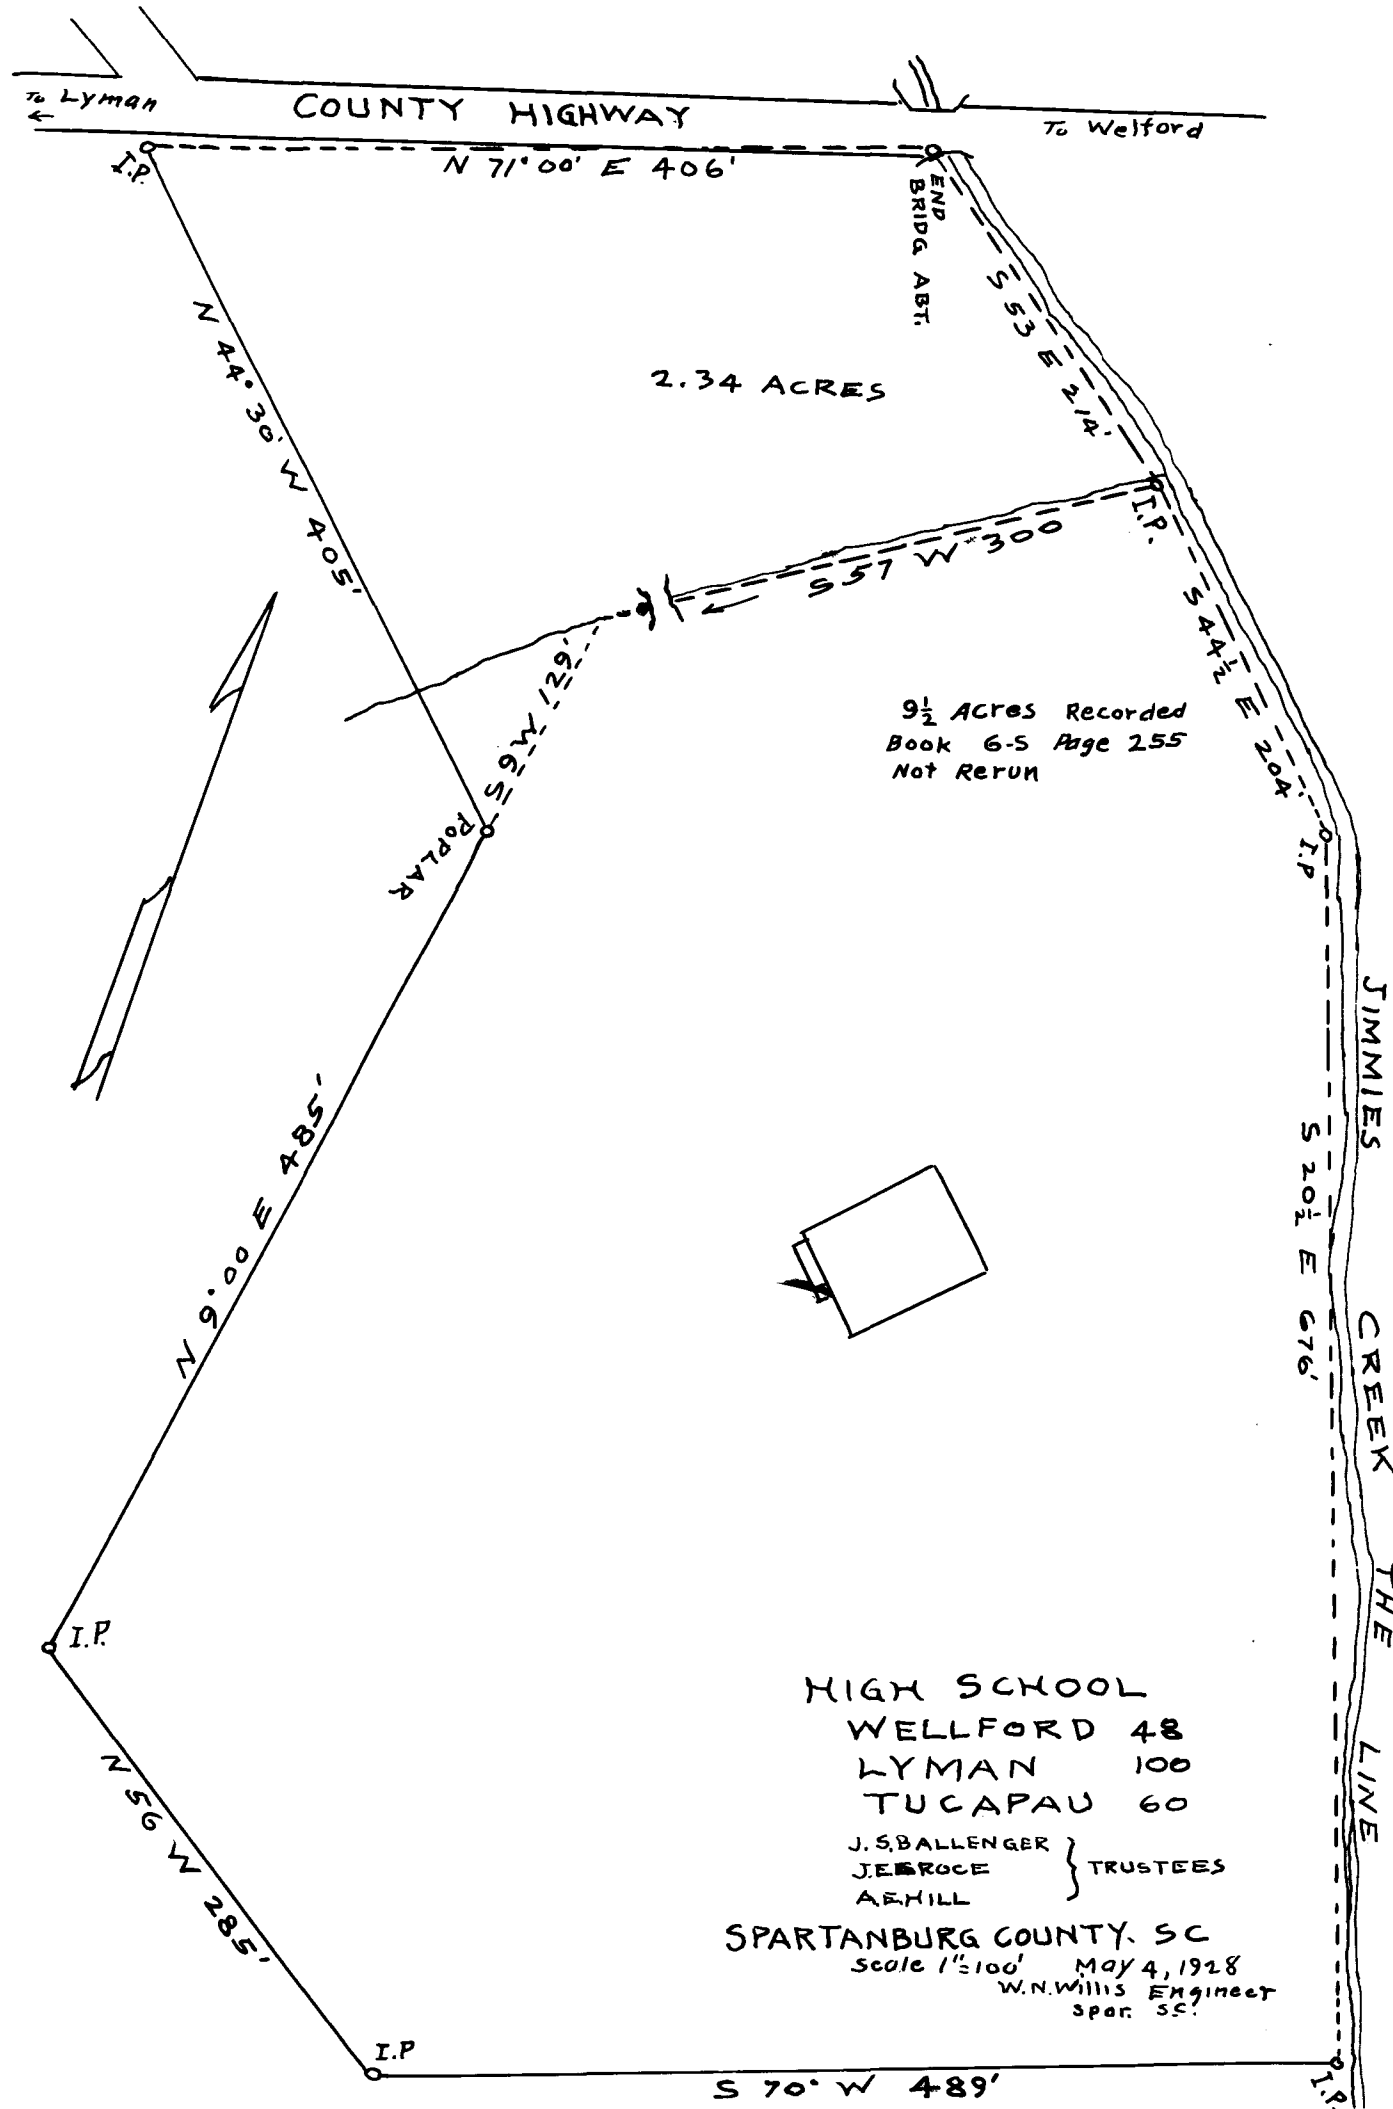 To Lyman
COUNTY HIGHWAY
To Welford
I.P.
N 71° 00' E 406'
END
BRIDG ABT.
S 53 E 214'
N 44° 30' W 405'
2.34 ACRES
I.P.
S 57 W 300
S 9 W 129'
S 44½ E 204'
9½ Acres Recorded
Book 6-S Page 255
Not Rerun
POPLAR
I.P
JIMMIES CREEK THE LINE
N 9° 00 E 485'
S 20½ E 676'
I.P.
N 56 W 285'
HIGH SCHOOL
WELLFORD 48
LYMAN 100
TUCAPAU 60
J.S.BALLENGER
J.E.GROCE
A.E.HILL
TRUSTEES
SPARTANBURG COUNTY. SC
Scale 1"=100' May 4, 1928
W.N.Willis Engineer
Spar. S.C.
I.P
S 70° W 489'
I.P.